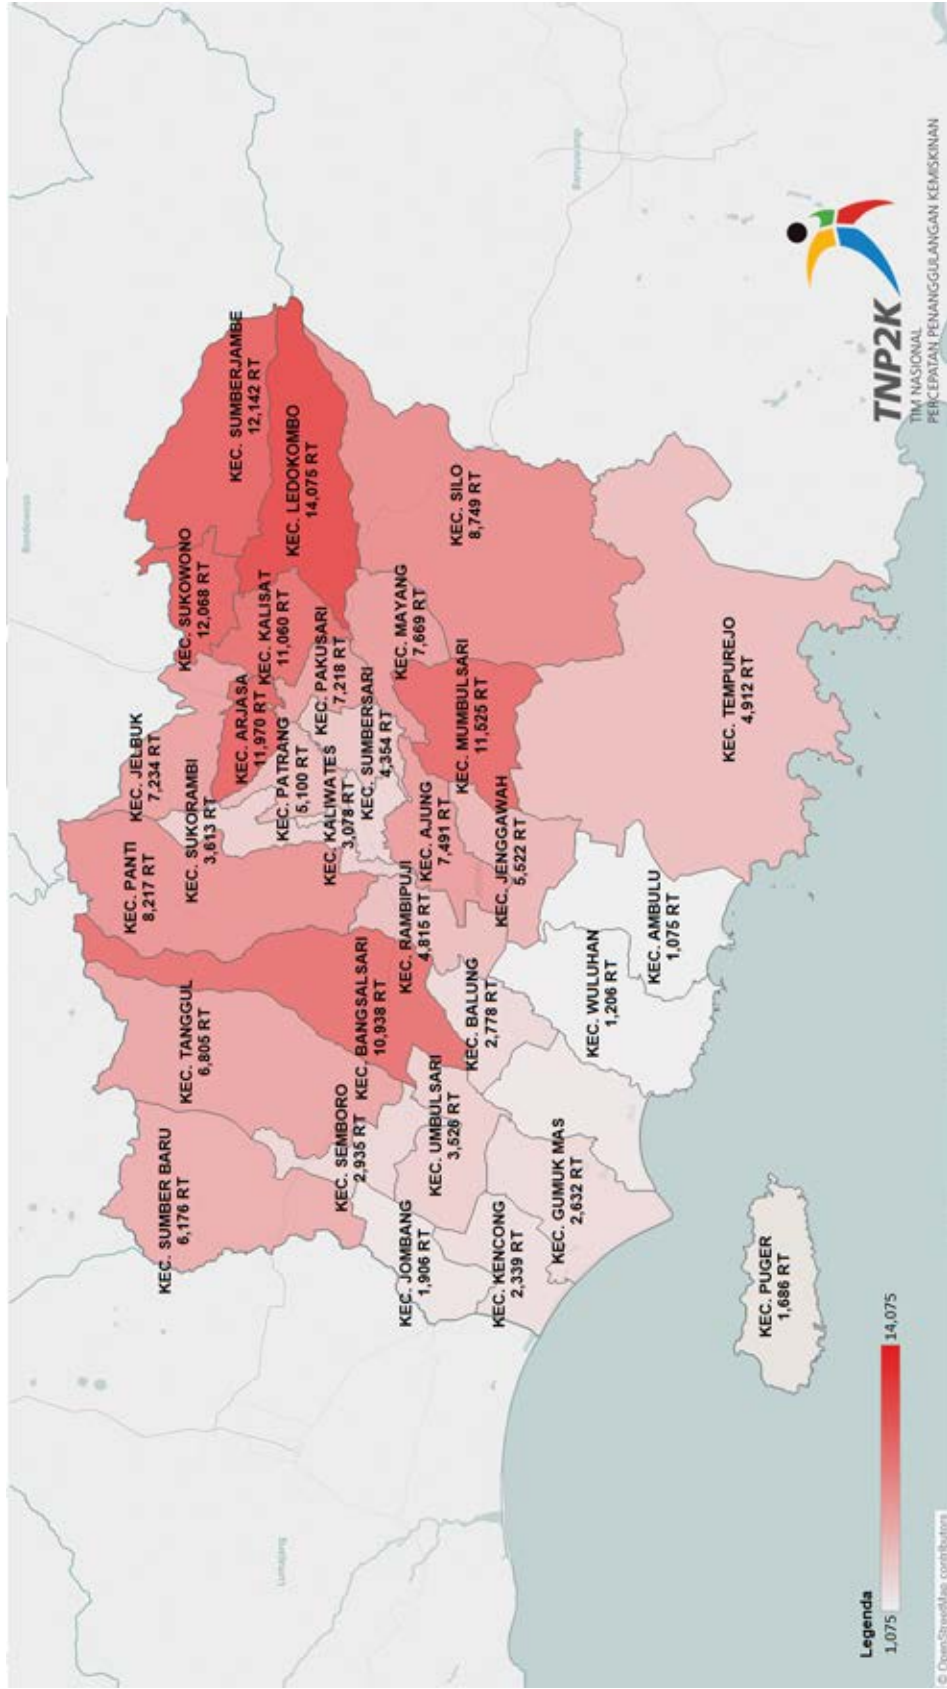 Bondowoso
KEC. SUMBERJAMBE
12,142 RT
KEC. SUKOWONO
12,068 RT
KEC. LEDOKOMBO
14,075 RT
KEC. JELBUK
7,234 RT
KEC. ARJASA
11,970 RT
KEC. KALISAT
11,060 RT
KEC. PANTI
8,217 RT
KEC. SUKORAMBI
3,613 RT
KEC. PATRANG
5,100 RT
KEC. PAKUSARI
7,218 RT
KEC. TANGGUL
6,805 RT
KEC. SUMBER BARU
6,176 RT
KEC. KALIWATES
3,078 RT
KEC. SUMBERSARI
4,354 RT
KEC. MAYANG
7,669 RT
KEC. SILO
8,749 RT
KEC. SEMBORO
2,935 RT
KEC. BANGSALSARI
10,938 RT
KEC. RAMBIPUJI
4,815 RT
KEC. AJUNG
7,491 RT
KEC. MUMBULSARI
11,525 RT
KEC. JOMBANG
1,906 RT
KEC. UMBULSARI
3,526 RT
KEC. BALUNG
2,778 RT
KEC. JENGGAWAH
5,522 RT
KEC. KENCONG
2,339 RT
KEC. GUMUK MAS
2,632 RT
KEC. WULUHAN
1,206 RT
KEC. AMBULU
1,075 RT
KEC. TEMPUREJO
4,912 RT
KEC. PUGER
1,686 RT
Lumajang
Banyuwangi
TNP2K
TIM NASIONAL
PERCEPATAN PENANGGULANGAN KEMISKINAN
Legenda
1,075 14,075
© OpenStreetMap contributors